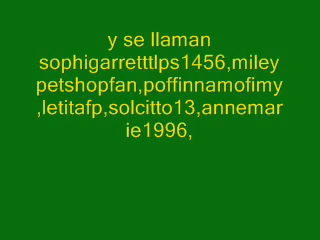 y se llaman
sophigarretttlps1456,miley
petshopfan,poffinnamofimy
,letitafp,solcitto13,annemar
ie1996,